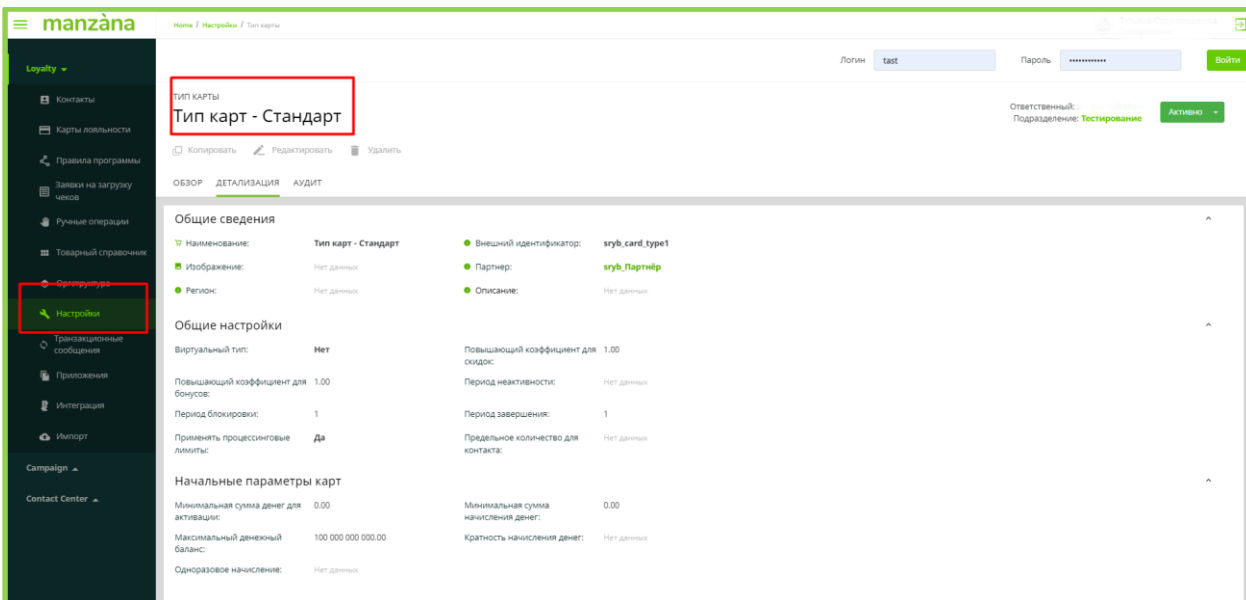 manzàna
Home / Настройки / Тип карты
Loyalty
Логин tast Пароль •••••••••••• Войти
Контакты
Карты лояльности
Правила программы
Заявки на загрузку
чеков
Ручные операции
Товарный справочник
Оргструктура
Настройки
Транзакционные
сообщения
Приложения
Интеграция
Импорт
Campaign
Contact Center
ТИП КАРТЫ
Тип карт - Стандарт
Ответственный:
Подразделение: Тестирование
Активно
Копировать Редактировать Удалить
ОБЗОР ДЕТАЛИЗАЦИЯ АУДИТ
Общие сведения
Наименование: Тип карт - Стандарт Внешний идентификатор: sryb_card_type1
Изображение: Нет данных Партнер: sryb_Партнёр
Регион: Нет данных Описание: Нет данных
Общие настройки
Виртуальный тип: Нет Повышающий коэффициент для 1.00
скидок:
Повышающий коэффициент для 1.00 Период неактивности: Нет данных
бонусов:
Период блокировки: 1 Период завершения: 1
Применять процессинговые Да Предельное количество для Нет данных
лимиты: контакта:
Начальные параметры карт
Минимальная сумма денег для 0.00 Минимальная сумма 0.00
активации: начисления денег:
Максимальный денежный 100 000 000 000.00 Кратность начисления денег: Нет данных
баланс:
Одноразовое начисление: Нет данных